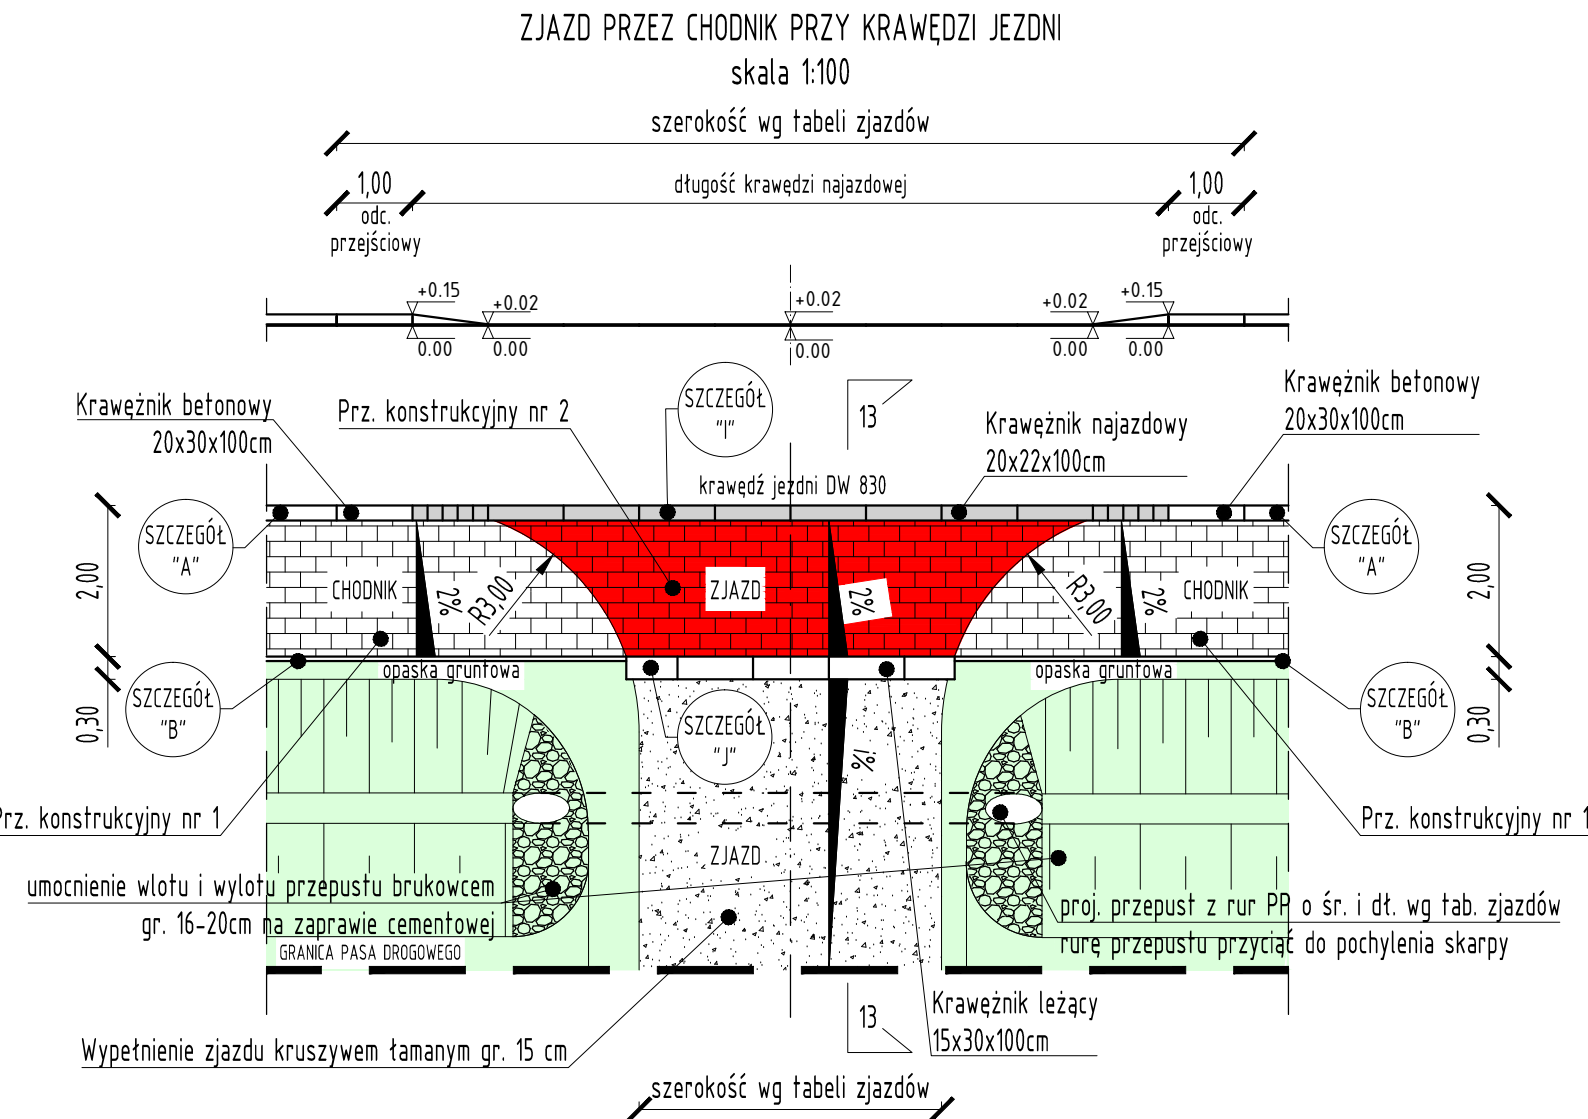 ZJAZD PRZEZ CHODNIK PRZY KRAWĘDZI JEZDNI
skala 1:100
szerokość wg tabeli zjazdów
1,00
długość krawędzi najazdowej
1,00
odc.
przejściowy
odc.
przejściowy
+0.15
+0.02
+0.02
+0.02
+0.15
0.00
0.00
0.00
0.00
0.00
Krawężnik betonowy
20x30x100cm
Prz. konstrukcyjny nr 2
SZCZEGÓŁ
"I"
13
Krawężnik najazdowy
20x22x100cm
Krawężnik betonowy
20x30x100cm
krawędź jezdni DW 830
SZCZEGÓŁ
"A"
SZCZEGÓŁ
"A"
2,00
CHODNIK
2%
R3,00
ZJAZD
2%
R3,00
2%
CHODNIK
2,00
opaska gruntowa
opaska gruntowa
SZCZEGÓŁ
"B"
SZCZEGÓŁ
"J"
SZCZEGÓŁ
"B"
0,30
1%
0,30
Prz. konstrukcyjny nr 1
Prz. konstrukcyjny nr 1
ZJAZD
umocnienie wlotu i wylotu przepustu brukowcem
gr. 16-20cm na zaprawie cementowej
proj. przepust z rur PP o śr. i dł. wg tab. zjazdów
rurę przepustu przyciąć do pochylenia skarpy
GRANICA PASA DROGOWEGO
13
Krawężnik leżący
15x30x100cm
Wypełnienie zjazdu kruszywem łamanym gr. 15 cm
szerokość wg tabeli zjazdów